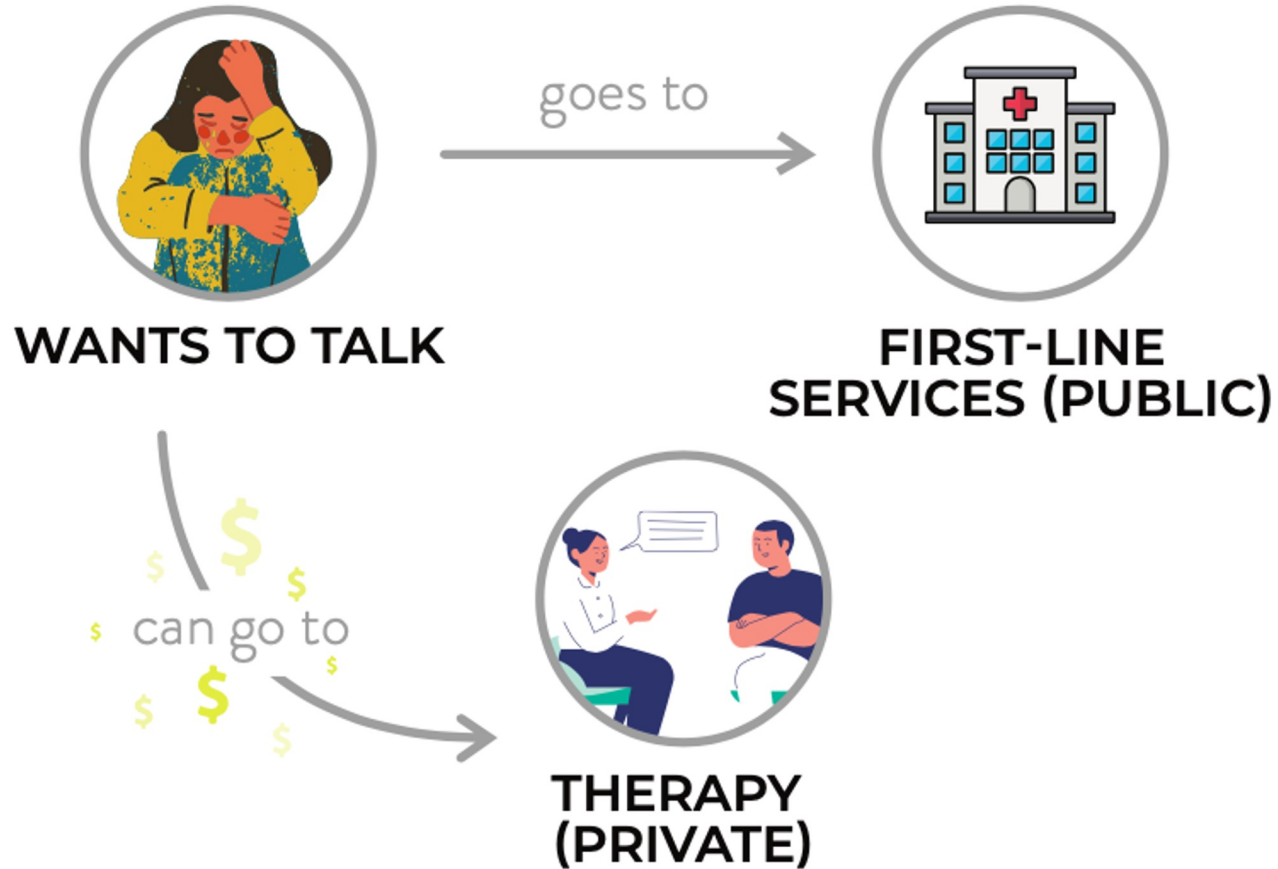 goes to
WANTS TO TALK
FIRST-LINE
SERVICES (PUBLIC)
$
$
$
$
can go to
$
$
$
$
THERAPY
(PRIVATE)